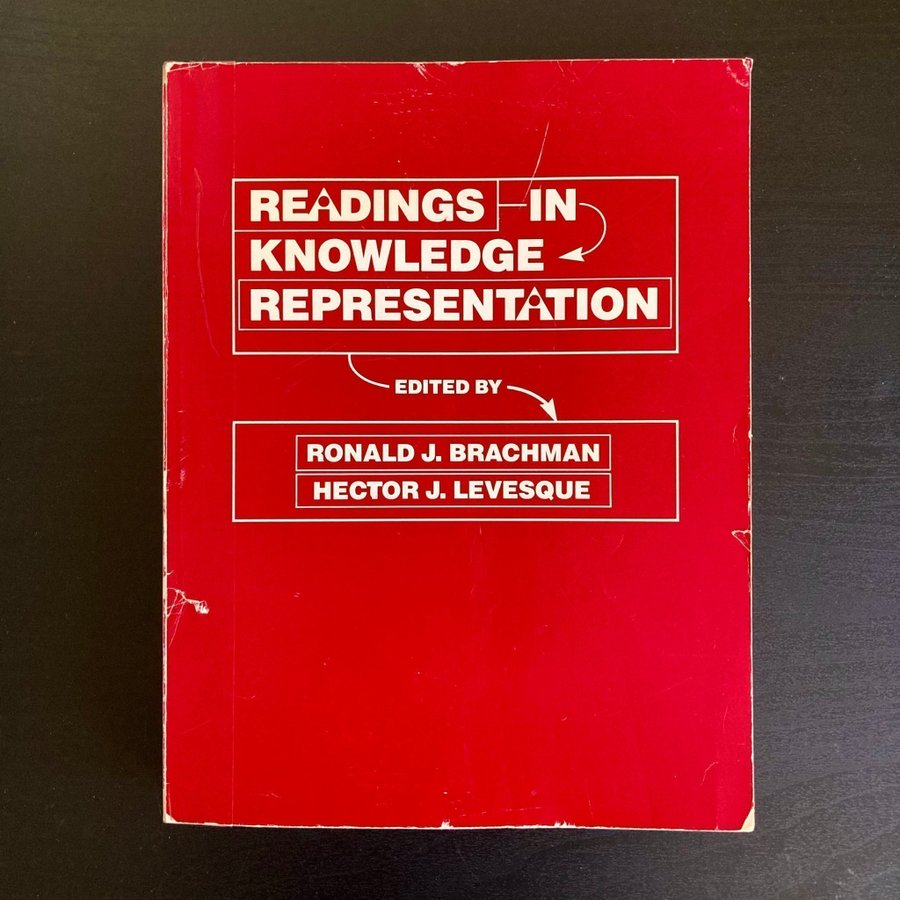 READINGS IN
KNOWLEDGE
REPRESENTATION
EDITED BY
RONALD J. BRACHMAN
HECTOR J. LEVESQUE